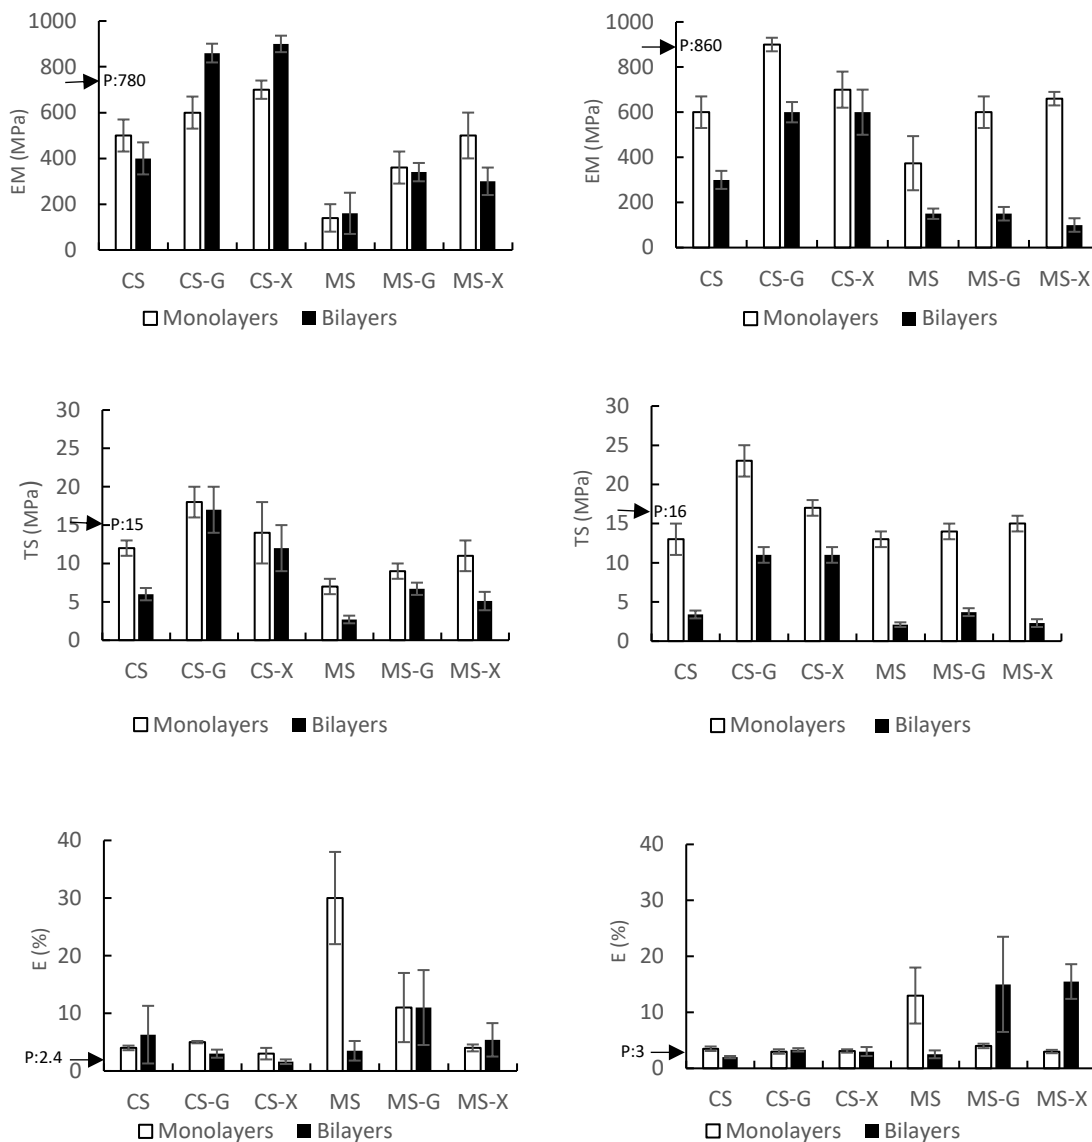 1000
800
600
400
200
0
EM (MPa)
P:780
CS CS-G CS-X MS MS-G MS-X
Monolayers Bilayers
1000
800
600
400
200
0
EM (MPa)
P:860
CS CS-G CS-X MS MS-G MS-X
Monolayers Bilayers
30
25
20
15
10
5
0
TS (MPa)
P:15
CS CS-G CS-X MS MS-G MS-X
Monolayers Bilayers
30
25
20
15
10
5
0
TS (MPa)
P:16
CS CS-G CS-X MS MS-G MS-X
Monolayers Bilayers
40
30
20
10
0
E (%)
P:2.4
CS CS-G CS-X MS MS-G MS-X
Monolayers Bilayers
40
30
20
10
0
E (%)
P:3
CS CS-G CS-X MS MS-G MS-X
Monolayers Bilayers